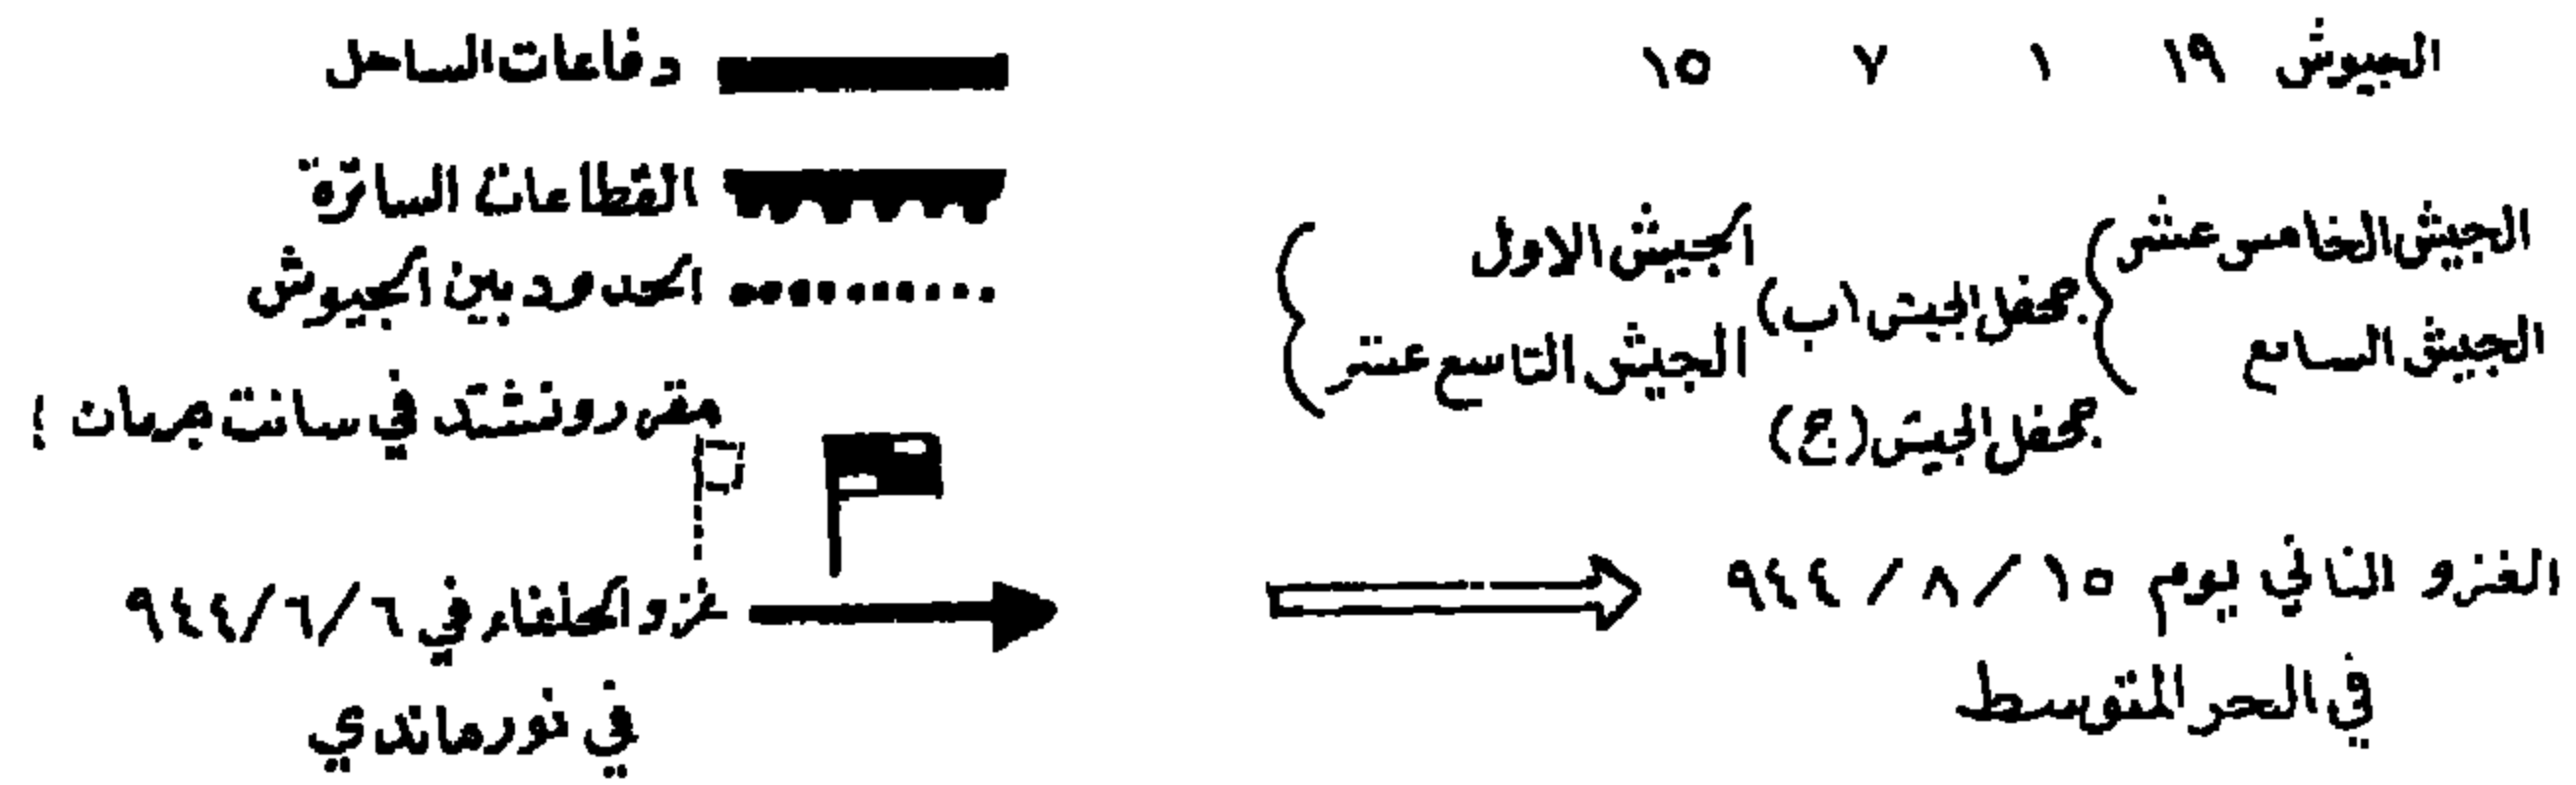 الجيوش ١٩ ١ ٧ ١٥
الجيش الخامس عشر
الجيش السابع
جحفل الجيش (ب)
الجيش الاول
الجيش التاسع عشر
جحفل الجيش (ج)
الغزو الثاني يوم ١٥ / ٨ / ٩٤٤
في البحر المتوسط
دفاعات الساحل
القطاعات الساترة
الحدود بين الجيوش
مقر رونشتد في سانت جرمان !
غزو الحلفاء في ٦/٦/٩٤٤
في نورماندي